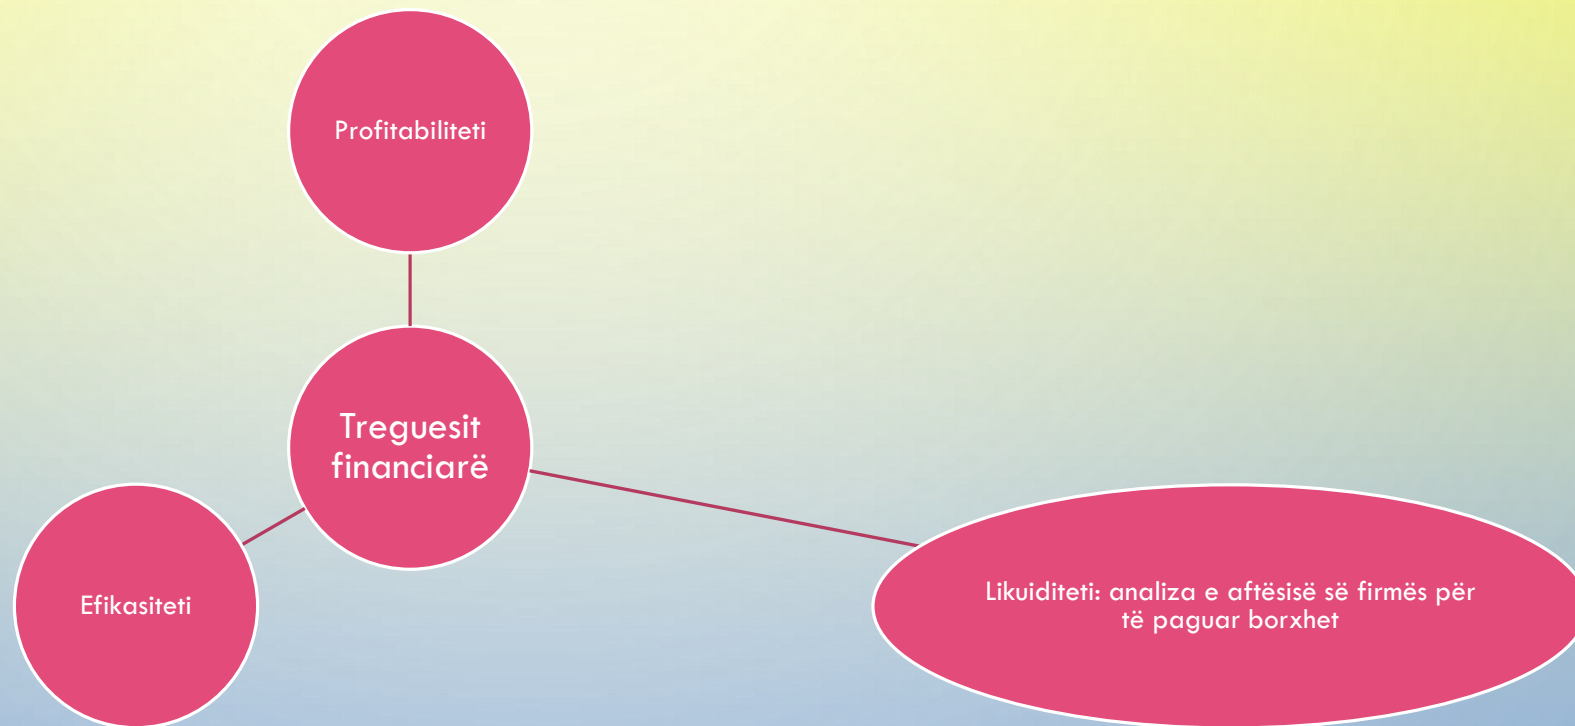 Profitabiliteti
Treguesit
financiarë
Efikasiteti
Likuiditeti: analiza e aftësisë së firmës për
të paguar borxhet